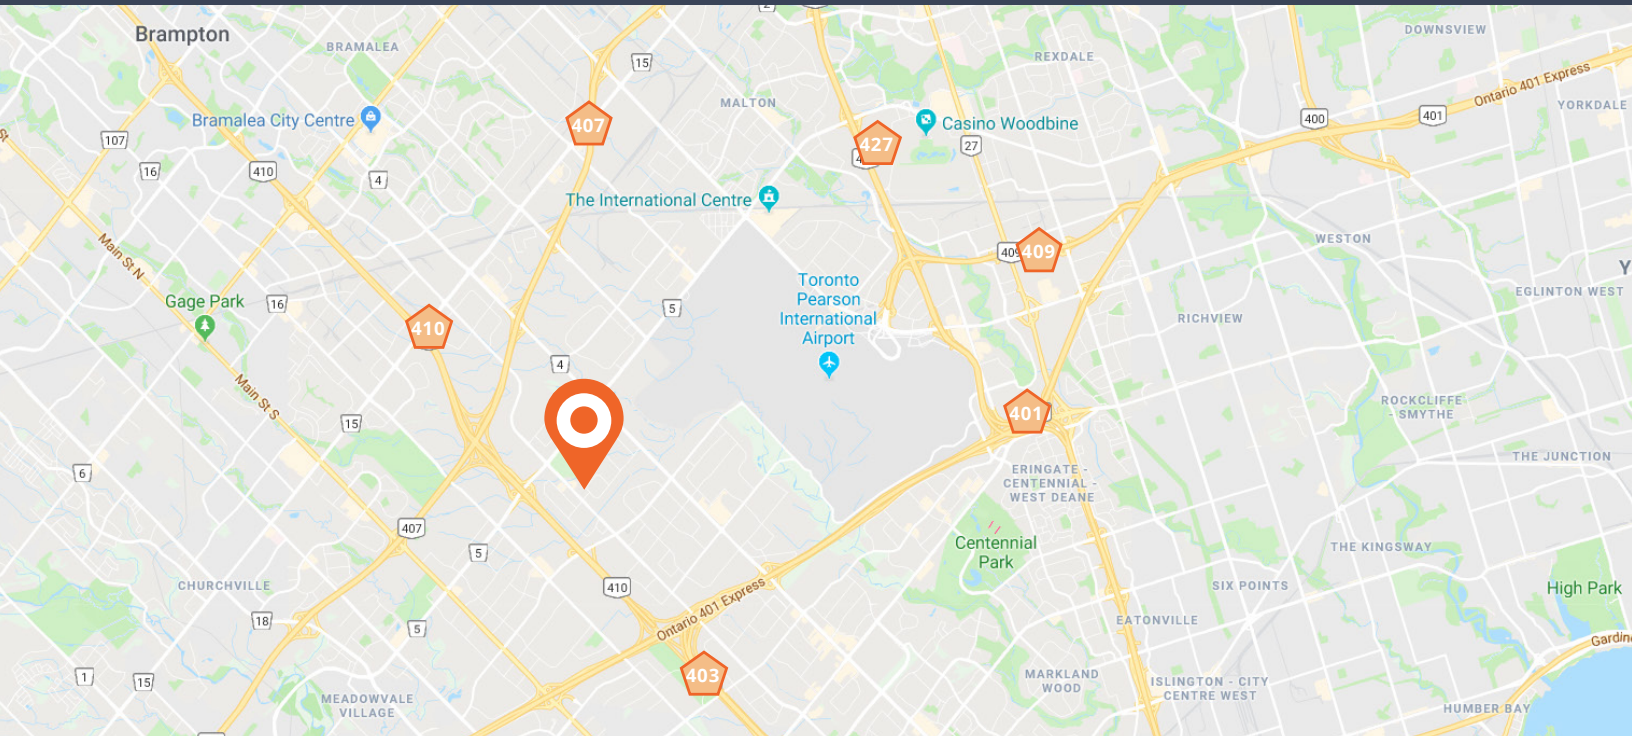 2
Brampton
BRAMALEA
DOWNSVIEW
REXDALE
15
Ontario 401 Express
MALTON
YORKDALE
Bramalea City Centre
407
Casino Woodbine
400
401
107
427
27
16
410
4
The International Centre
Main St N
WESTON
409
409
Toronto
Pearson
International
Airport
EGLINTON WEST
Gage Park
16
5
RICHVIEW
410
4
Main St S
ROCKCLIFFE
- SMYTHE
401
15
6
ERINGATE -
CENTENNIAL -
WEST DEANE
THE JUNCTION
407
5
Centennial
Park
THE KINGSWAY
CHURCHVILLE
410
SIX POINTS
High Park
Ontario 401 Express
18
5
EATONVILLE
403
1
15
MARKLAND
WOOD
ISLINGTON - CITY
CENTRE WEST
MEADOWVALE
VILLAGE
HUMBER BAY